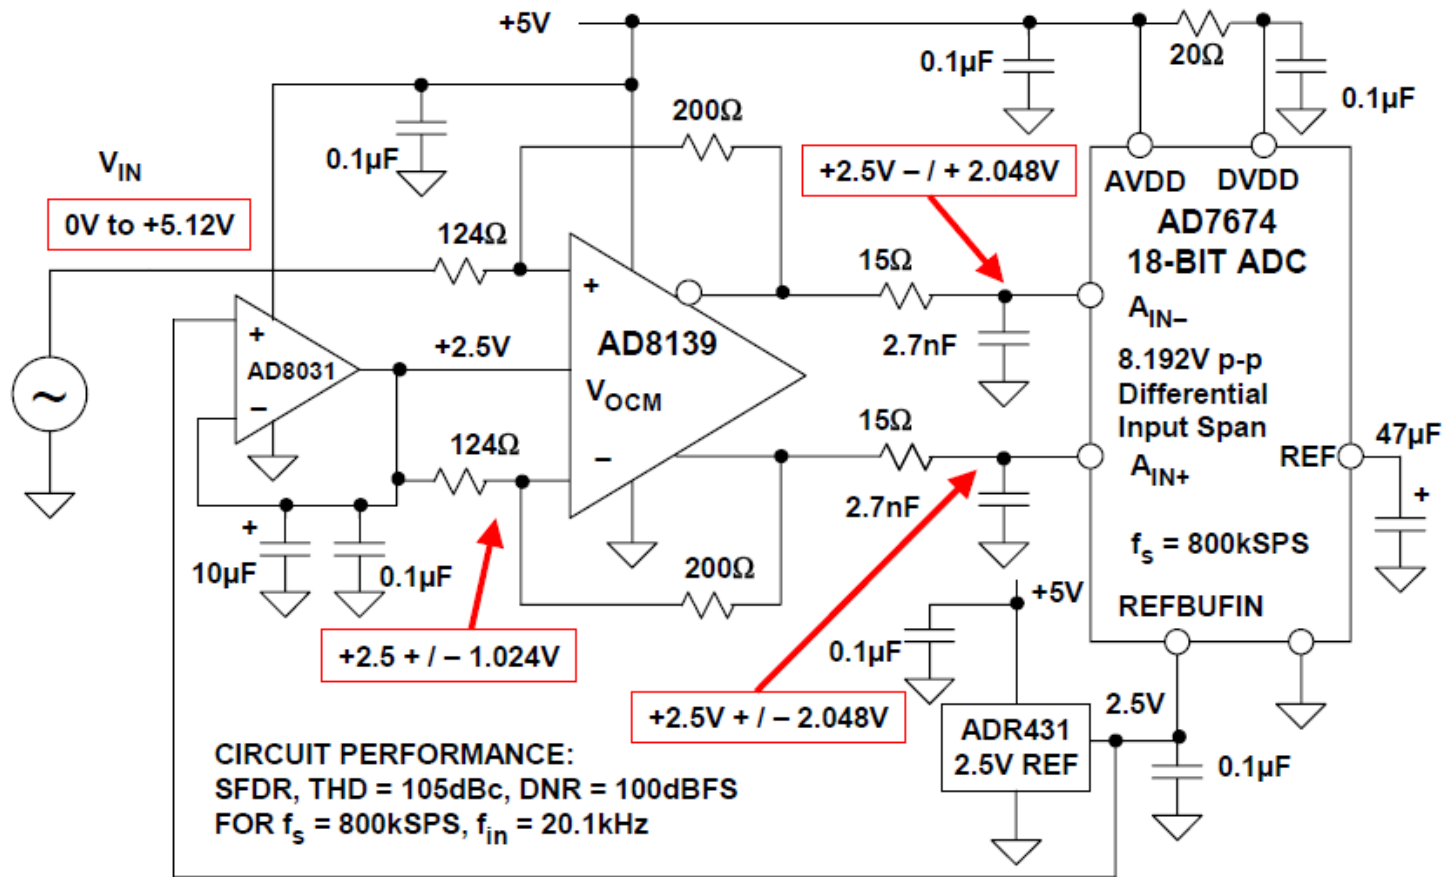 +5V
0.1µF
20Ω
0.1µF
200Ω
0.1µF
V_IN
0V to +5.12V
+2.5V – / + 2.048V
AVDD DVDD
AD7674
18-BIT ADC
124Ω
15Ω
+
+
AD8031
–
+2.5V
AD8139
V_OCM
–
2.7nF
A_IN–
8.192V p-p
Differential
Input Span
~
124Ω
15Ω
REF
47µF
+
A_IN+
2.7nF
f_s = 800kSPS
+
10µF
0.1µF
200Ω
+5V
REFBUFIN
0.1µF
+2.5 + / – 1.024V
+2.5V + / – 2.048V
2.5V
ADR431
2.5V REF
0.1µF
CIRCUIT PERFORMANCE:
SFDR, THD = 105dBc, DNR = 100dBFS
FOR f_s = 800kSPS, f_in = 20.1kHz